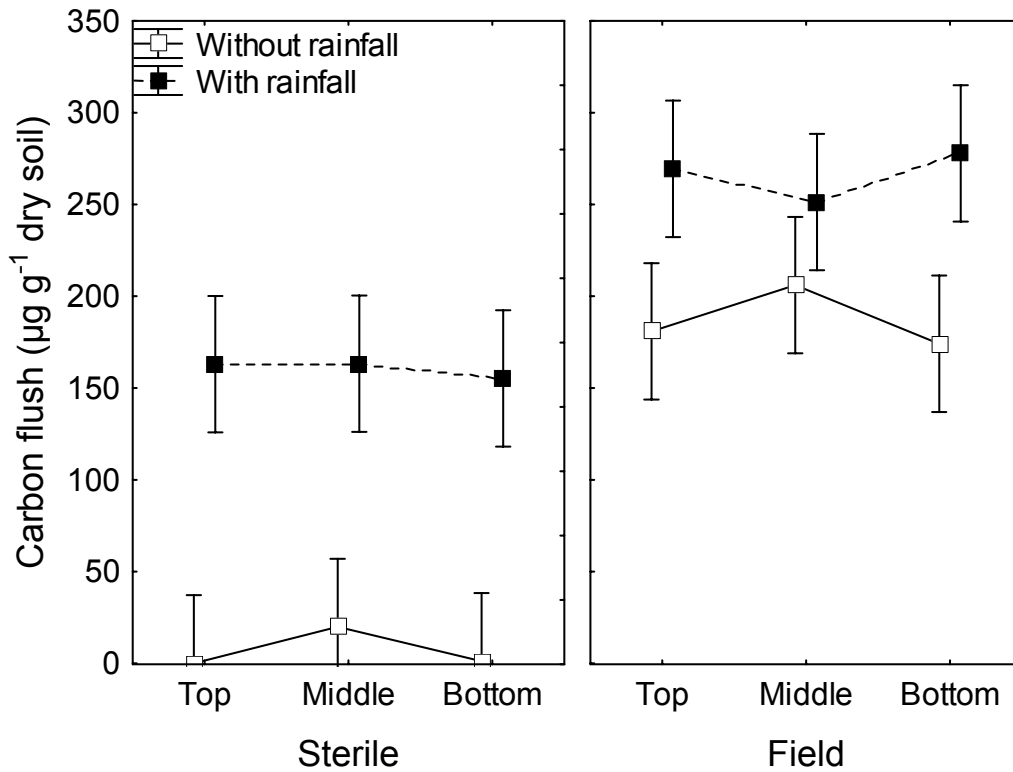 Carbon flush (µg g⁻¹ dry soil)
350
300
250
200
150
100
50
0
Without rainfall
With rainfall
Top Middle Bottom
Sterile
Top Middle Bottom
Field